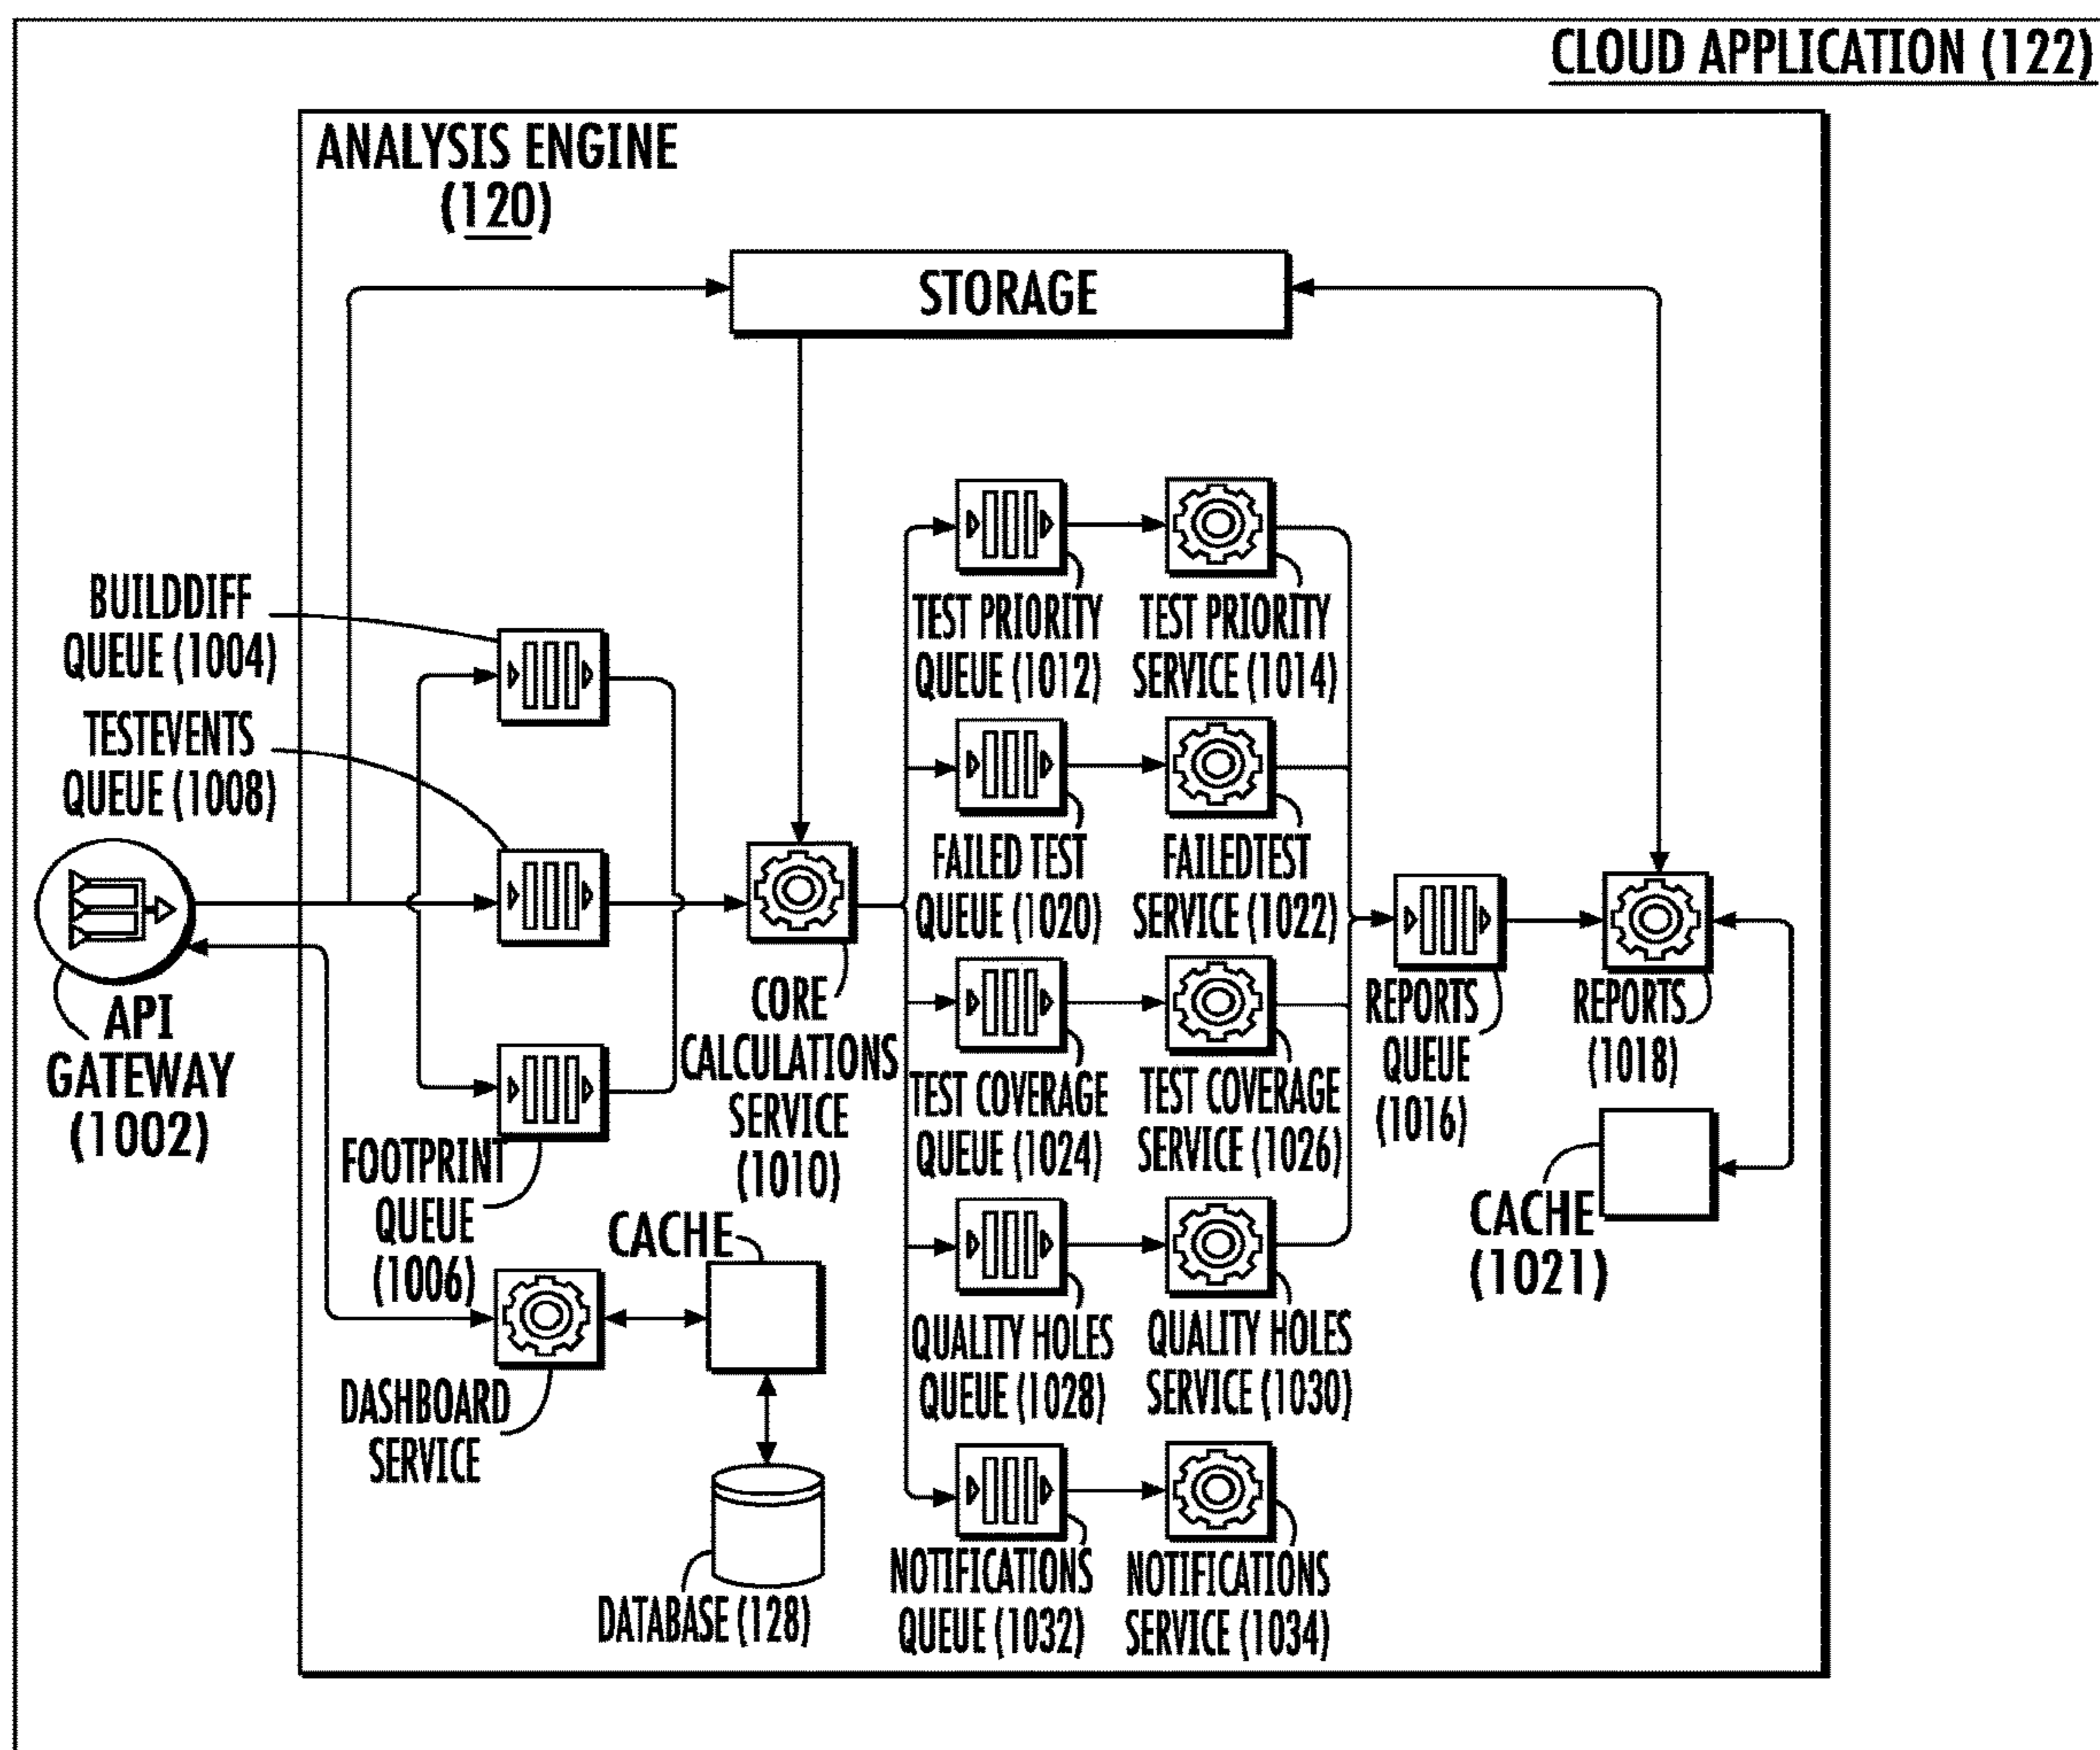 CLOUD APPLICATION (122)
ANALYSIS ENGINE
(120)
STORAGE
BUILDDIFF
QUEUE (1004)
TESTEVENTS
QUEUE (1008)
API
GATEWAY
(1002)
FOOTPRINT
QUEUE
(1006)
DASHBOARD
SERVICE
CACHE
DATABASE (128)
CORE
CALCULATIONS
SERVICE
(1010)
TEST PRIORITY
QUEUE (1012)
TEST PRIORITY
SERVICE (1014)
FAILED TEST
QUEUE (1020)
FAILEDTEST
SERVICE (1022)
TEST COVERAGE
QUEUE (1024)
TEST COVERAGE
SERVICE (1026)
QUALITY HOLES
QUEUE (1028)
QUALITY HOLES
SERVICE (1030)
NOTIFICATIONS
QUEUE (1032)
NOTIFICATIONS
SERVICE (1034)
REPORTS
QUEUE
(1016)
REPORTS
(1018)
CACHE
(1021)